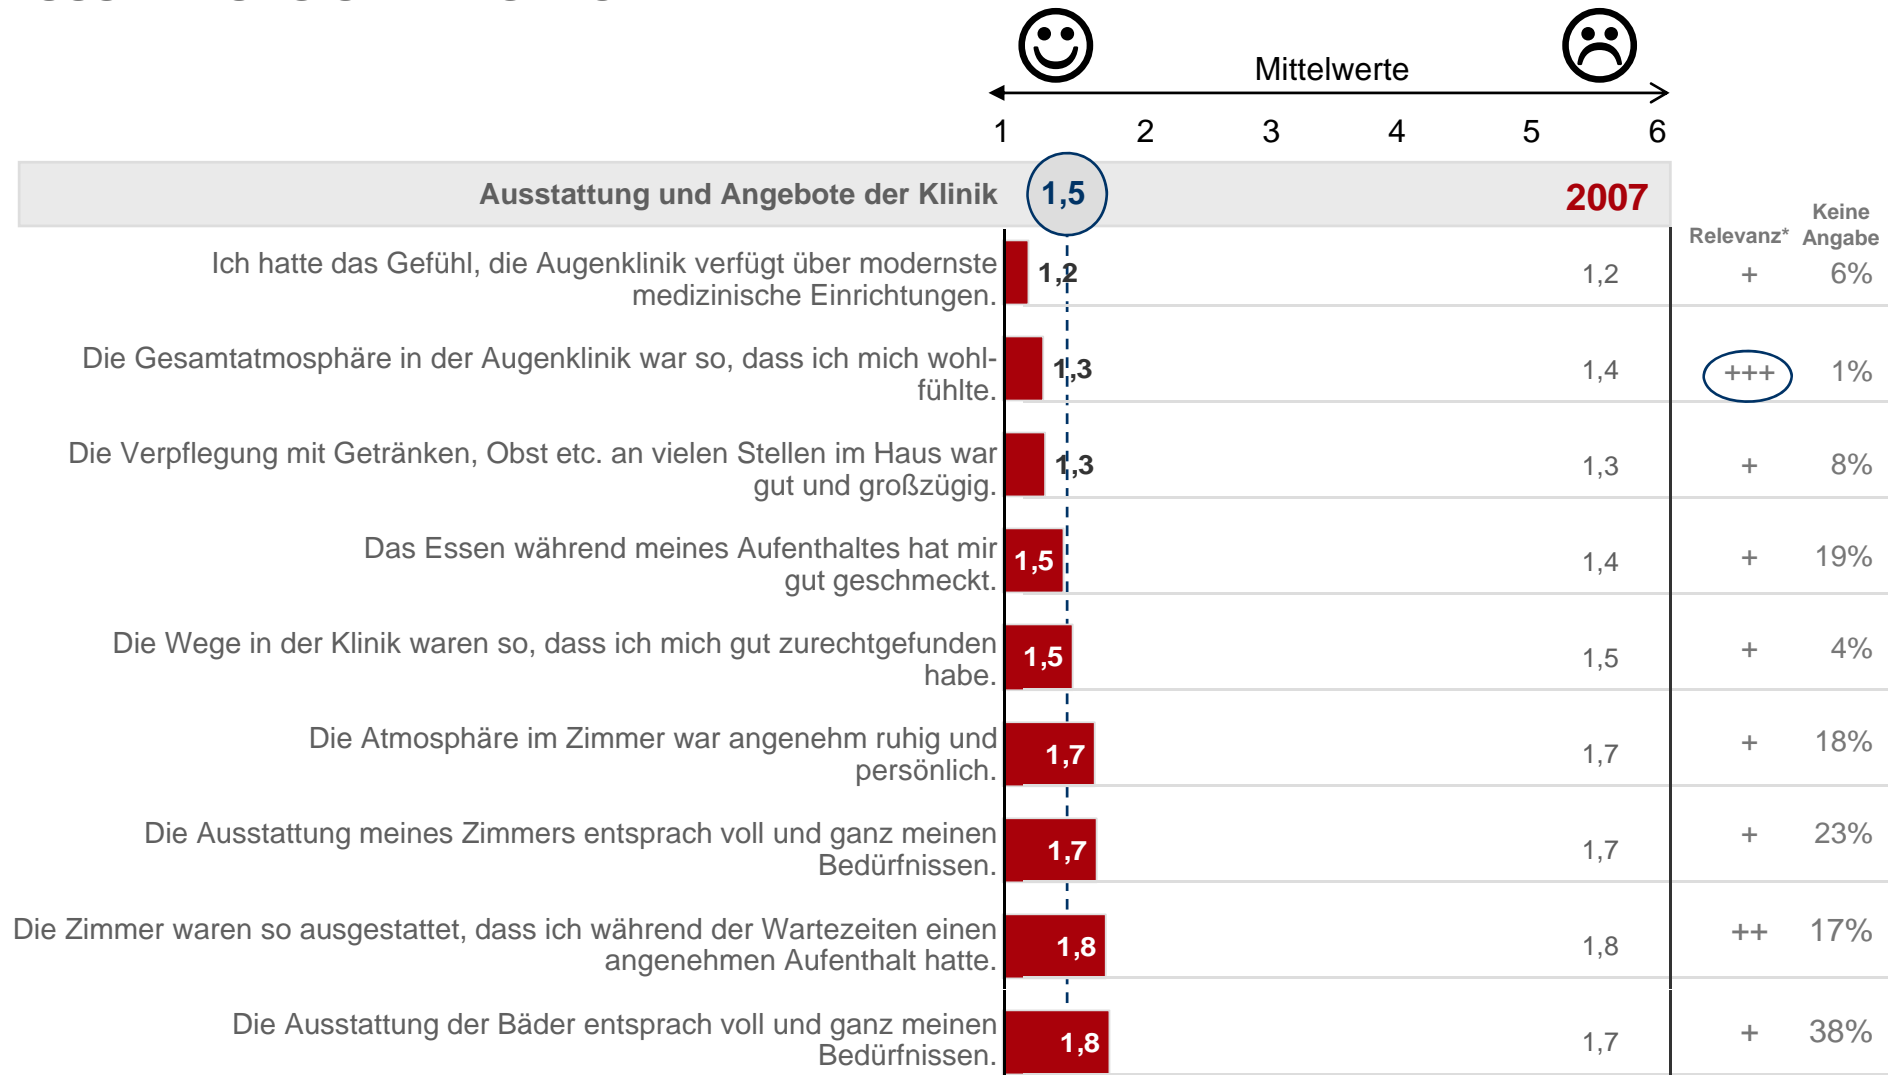 Mittelwerte
1 2 3 4 5 6
Ausstattung und Angebote der Klinik 1,5 2007
Relevanz* Keine Angabe
Ich hatte das Gefühl, die Augenklinik verfügt über modernste
medizinische Einrichtungen.
1,2 1,2 + 6%
Die Gesamtatmosphäre in der Augenklinik war so, dass ich mich wohl-
fühlte.
1,3 1,4 +++ 1%
Die Verpflegung mit Getränken, Obst etc. an vielen Stellen im Haus war
gut und großzügig.
1,3 1,3 + 8%
Das Essen während meines Aufenthaltes hat mir
gut geschmeckt.
1,5 1,4 + 19%
Die Wege in der Klinik waren so, dass ich mich gut zurechtgefunden
habe.
1,5 1,5 + 4%
Die Atmosphäre im Zimmer war angenehm ruhig und
persönlich.
1,7 1,7 + 18%
Die Ausstattung meines Zimmers entsprach voll und ganz meinen
Bedürfnissen.
1,7 1,7 + 23%
Die Zimmer waren so ausgestattet, dass ich während der Wartezeiten einen
angenehmen Aufenthalt hatte.
1,8 1,8 ++ 17%
Die Ausstattung der Bäder entsprach voll und ganz meinen
Bedürfnissen.
1,8 1,7 + 38%